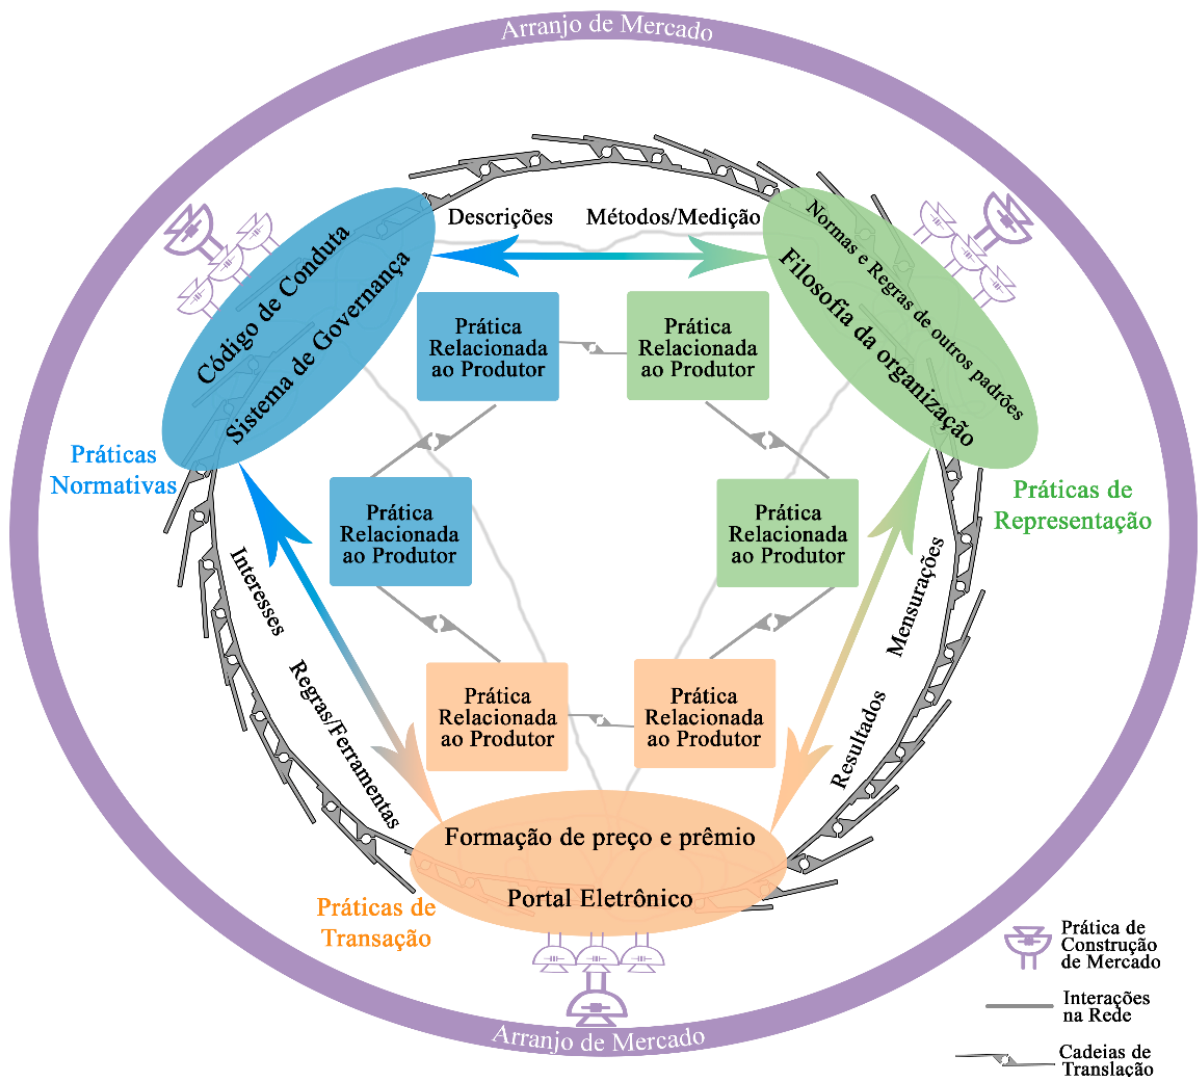 Arranjo de Mercado
Descrições
Métodos/Medição
Código de Conduta
Sistema de Governança
Normas e Regras de outros padrões
Filosofia da organização
Prática
Relacionada
ao Produtor
Prática
Relacionada
ao Produtor
Práticas
Normativas
Práticas de
Representação
Prática
Relacionada
ao Produtor
Prática
Relacionada
ao Produtor
Interesses
Regras/Ferramentas
Mensurações
Resultados
Prática
Relacionada
ao Produtor
Prática
Relacionada
ao Produtor
Formação de preço e prêmio
Portal Eletrônico
Práticas de
Transação
Arranjo de Mercado
Prática de
Construção
de Mercado
Interações
na Rede
Cadeias de
Translação